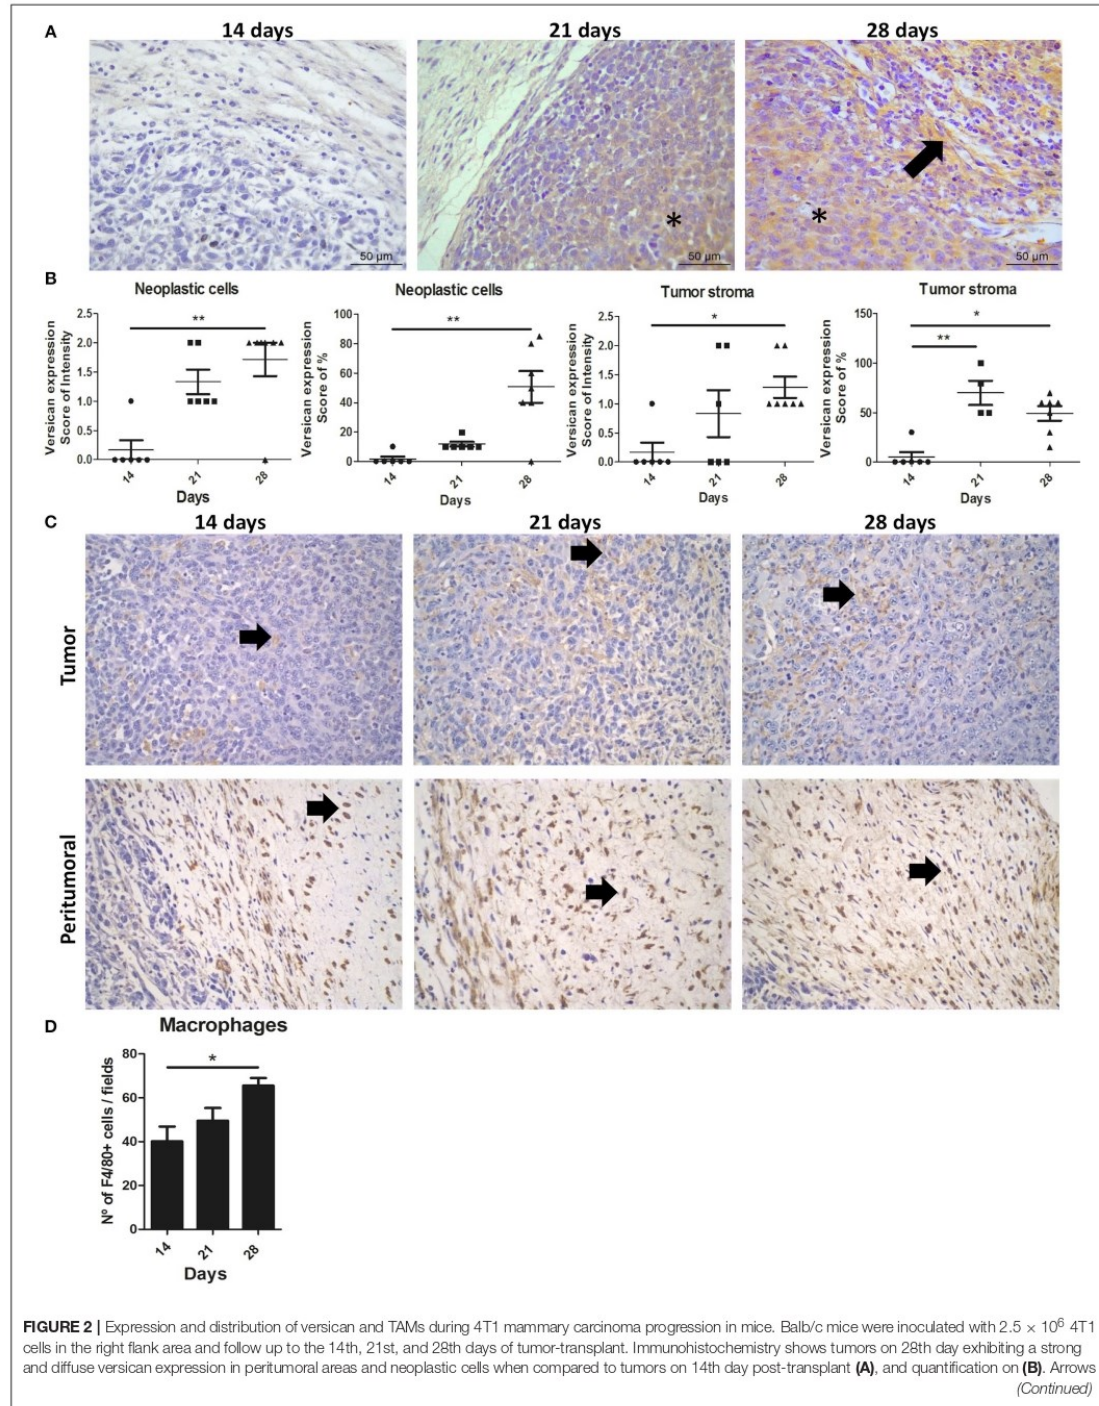 A
14 days
21 days
28 days
*
*
50 µm
50 µm
50 µm
B
Neoplastic cells
Versican expression
Score of Intensity
2.5
2.0
1.5
1.0
0.5
0.0
**
14
21
28
Days
Neoplastic cells
Versican expression
Score of %
100
80
60
40
20
0
**
14
21
28
Days
Tumor stroma
Versican expression
Score of Intensity
2.5
2.0
1.5
1.0
0.5
0.0
*
14
21
28
Days
Tumor stroma
Versican expression
Score of %
150
100
50
0
*
**
14
21
28
Days
C
14 days
21 days
28 days
Tumor
Peritumoral
D
Macrophages
Nº of F4/80+ cells / fields
80
60
40
20
0
*
14
21
28
Days
FIGURE 2 | Expression and distribution of versican and TAMs during 4T1 mammary carcinoma progression in mice. Balb/c mice were inoculated with 2.5 × 10⁶ 4T1
cells in the right flank area and follow up to the 14th, 21st, and 28th days of tumor-transplant. Immunohistochemistry shows tumors on 28th day exhibiting a strong
and diffuse versican expression in peritumoral areas and neoplastic cells when compared to tumors on 14th day post-transplant (A), and quantification on (B). Arrows
(Continued)